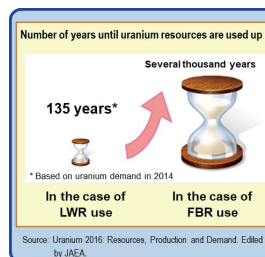 Number of years until uranium resources are used up
Several thousand years
135 years*
* Based on uranium demand in 2014
In the case of
LWR use
In the case of
FBR use
Source: Uranium 2016: Resources, Production and Demand. Edited
by JAEA.